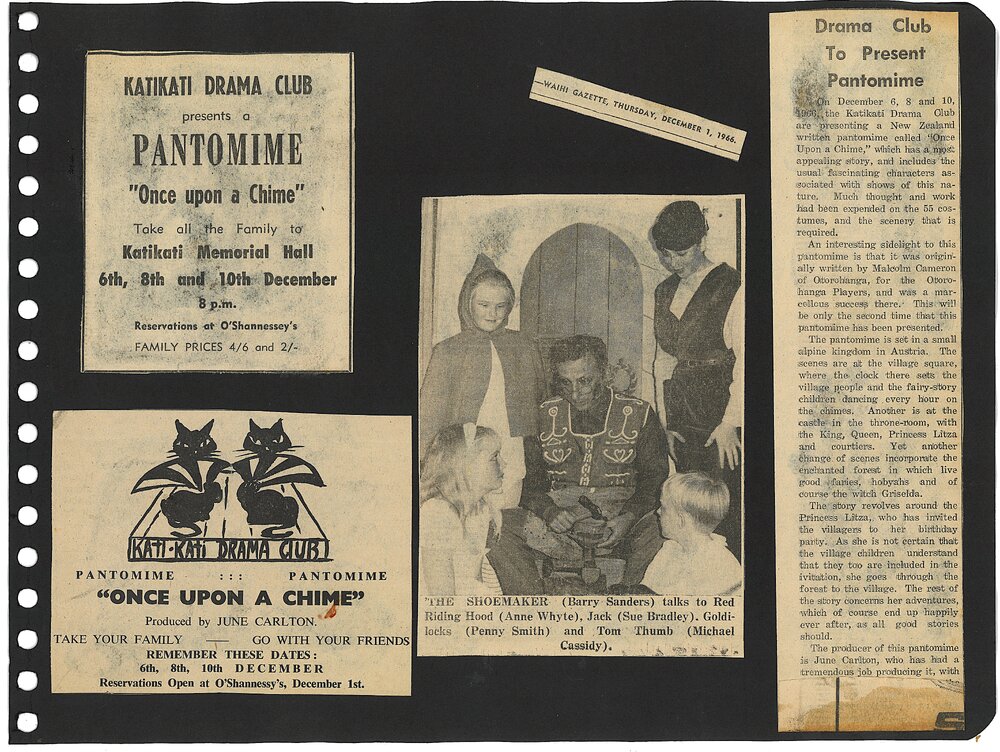 KATIKATI DRAMA CLUB
presents a
PANTOMIME
"Once upon a Chime"
Take all the Family to
Katikati Memorial Hall
6th, 8th and 10th December
8 p.m.
Reservations at O'Shannessey's
FAMILY PRICES 4/6 and 2/-
KATI-KATI DRAMA CLUB
PANTOMIME : : : PANTOMIME
"ONCE UPON A CHIME"
Produced by JUNE CARLTON.
TAKE YOUR FAMILY — GO WITH YOUR FRIENDS
REMEMBER THESE DATES:
6th, 8th, 10th DECEMBER
Reservations Open at O'Shannessy's, December 1st.
—WAIHI GAZETTE, THURSDAY, DECEMBER 1, 1966.
THE SHOEMAKER (Barry Sanders) talks to Red
Riding Hood (Anne Whyte), Jack (Sue Bradley). Goldi-
locks (Penny Smith) and Tom Thumb (Michael
Cassidy).
Drama Club
To Present
Pantomime
On December 6, 8 and 10,
1966, the Katikati Drama Club
are presenting a New Zealand
written pantomime called "Once
Upon a Chime," which has a most
appealing story, and includes the
usual fascinating characters as-
sociated with shows of this na-
ture. Much thought and work
had been expended on the 55 cos-
tumes, and the scenery that is
required.
An interesting sidelight to this
pantomime is that it was origin-
ally written by Malcolm Cameron
of Otorohanga, for the Otoro-
hanga Players, and was a mar-
cellous success there. This will
be only the second time that this
pantomime has been presented.
The pantomime is set in a small
alpine kingdom in Austria. The
scenes are at the village square,
where the clock there sets the
village people and the fairy-story
children dancing every hour on
the chimes. Another is at the
castle in the throne-room, with
the King, Queen, Princess Litza
and courtiers. Yet another
change of scenes incorporate the
enchanted forest in which live
good faries, hobyahs and of
course the witch Griselda.
The story revolves around the
Princess Litza, who has invited
the villagers to her birthday
party. As she is not certain that
the village children understand
that they too are included in the
ivitation, she goes through the
forest to the village. The rest of
the story concerns her adventures,
which of course end up happily
ever after, as all good stories
should.
The producer of this pantomime
is June Carlton, who has had a
tremendous job producing it, with